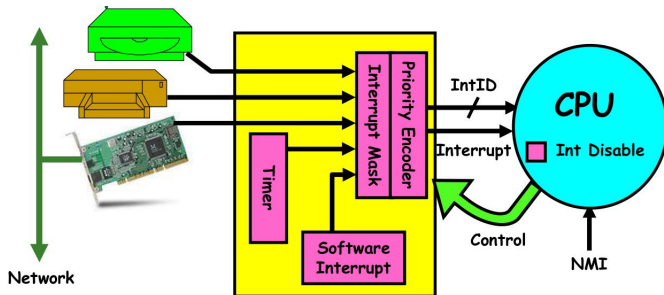 Interrupt Mask
Priority Encoder
IntID
CPU
Interrupt
Int Disable
Timer
Software
Interrupt
Control
Network
NMI